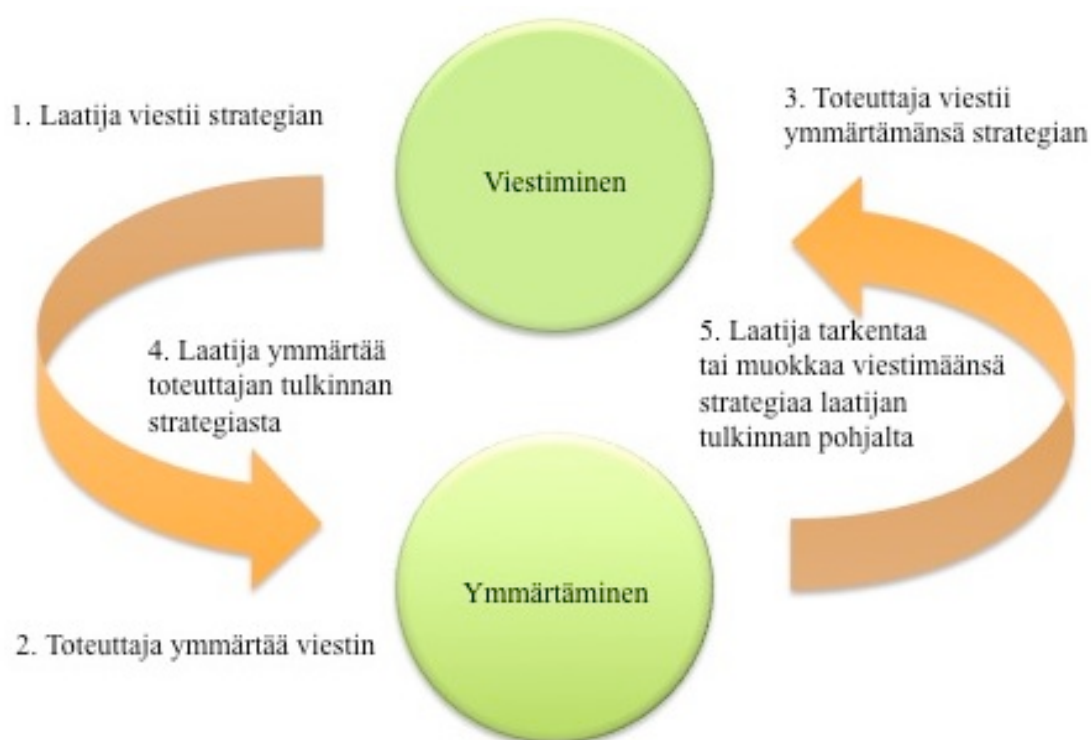 1. Laatija viestii strategian
Viestiminen
3. Toteuttaja viestii
ymmärtämänsä strategian
4. Laatija ymmärtää
toteuttajan tulkinnan
strategiasta
5. Laatija tarkentaa
tai muokkaa viestimäänsä
strategiaa laatijan
tulkinnan pohjalta
Ymmärtäminen
2. Toteuttaja ymmärtää viestin